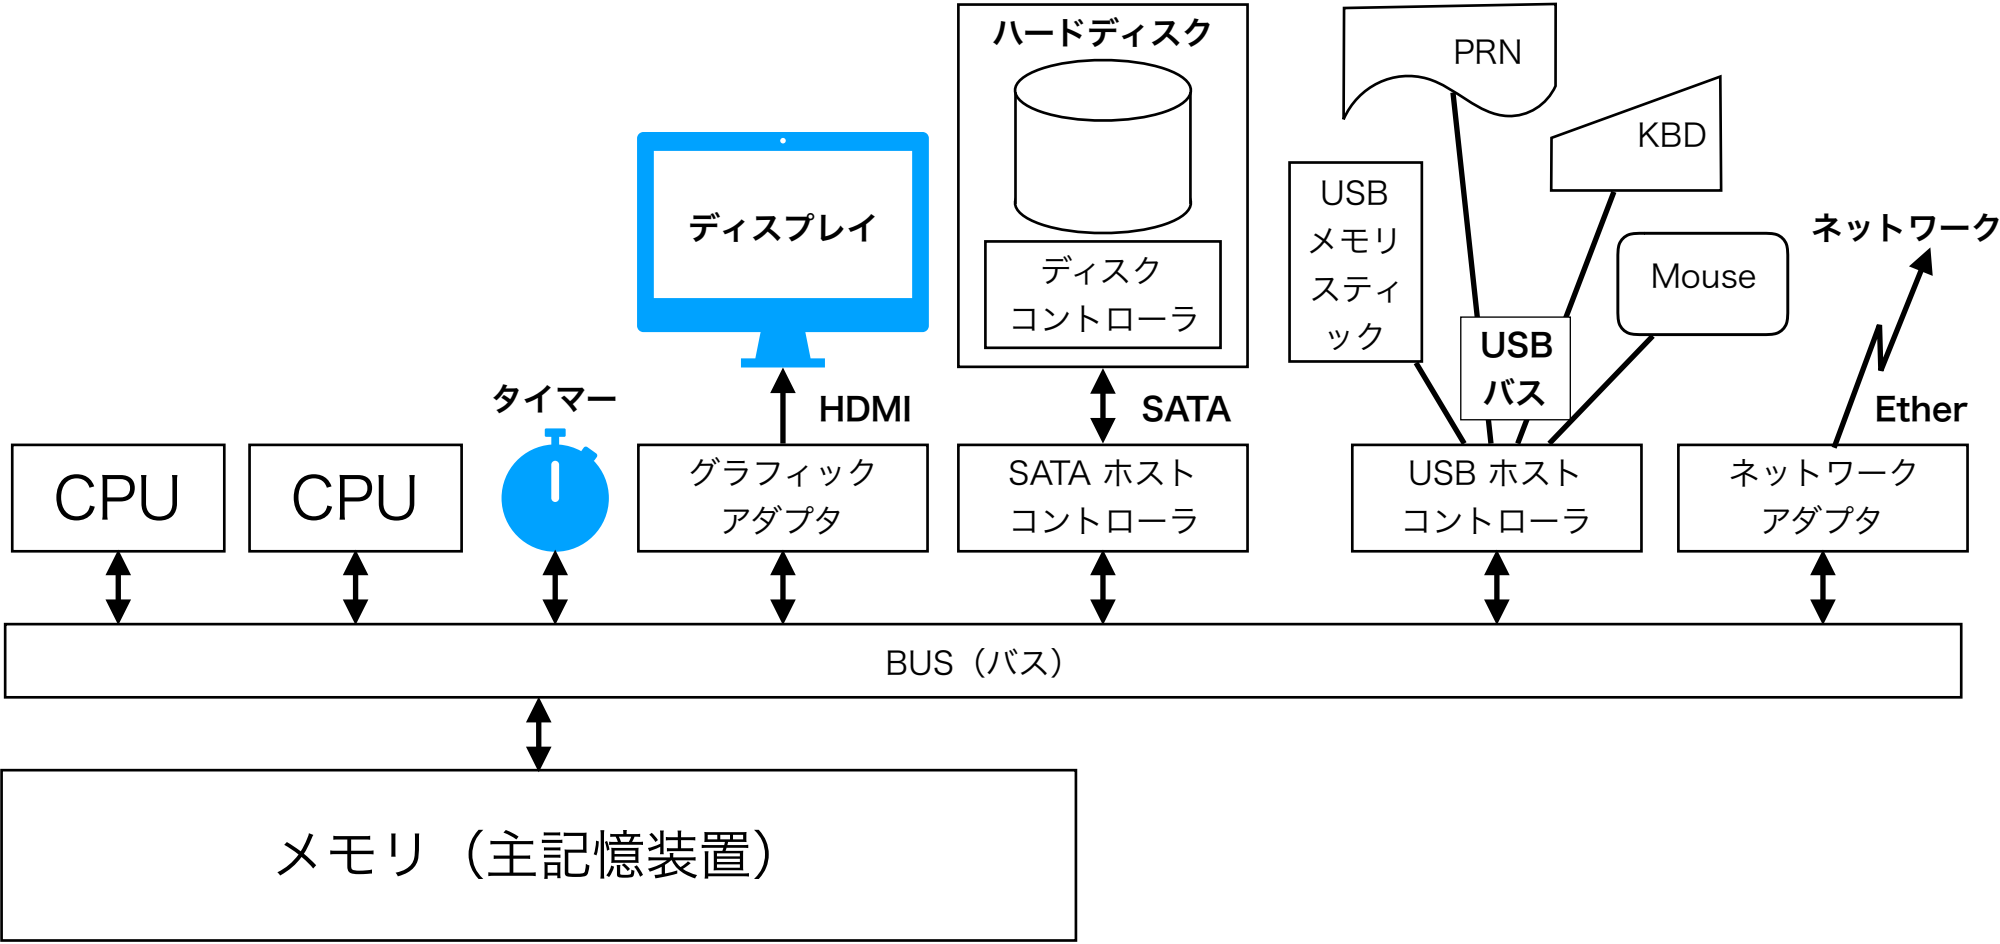 ハードディスク
PRN
KBD
ディスプレイ
USB
メモリ
スティ
ック
ネットワーク
ディスク
コントローラ
Mouse
USB
バス
タイマー
HDMI
SATA
Ether
CPU
CPU
グラフィック
アダプタ
SATA ホスト
コントローラ
USB ホスト
コントローラ
ネットワーク
アダプタ
BUS（バス）
メモリ（主記憶装置）